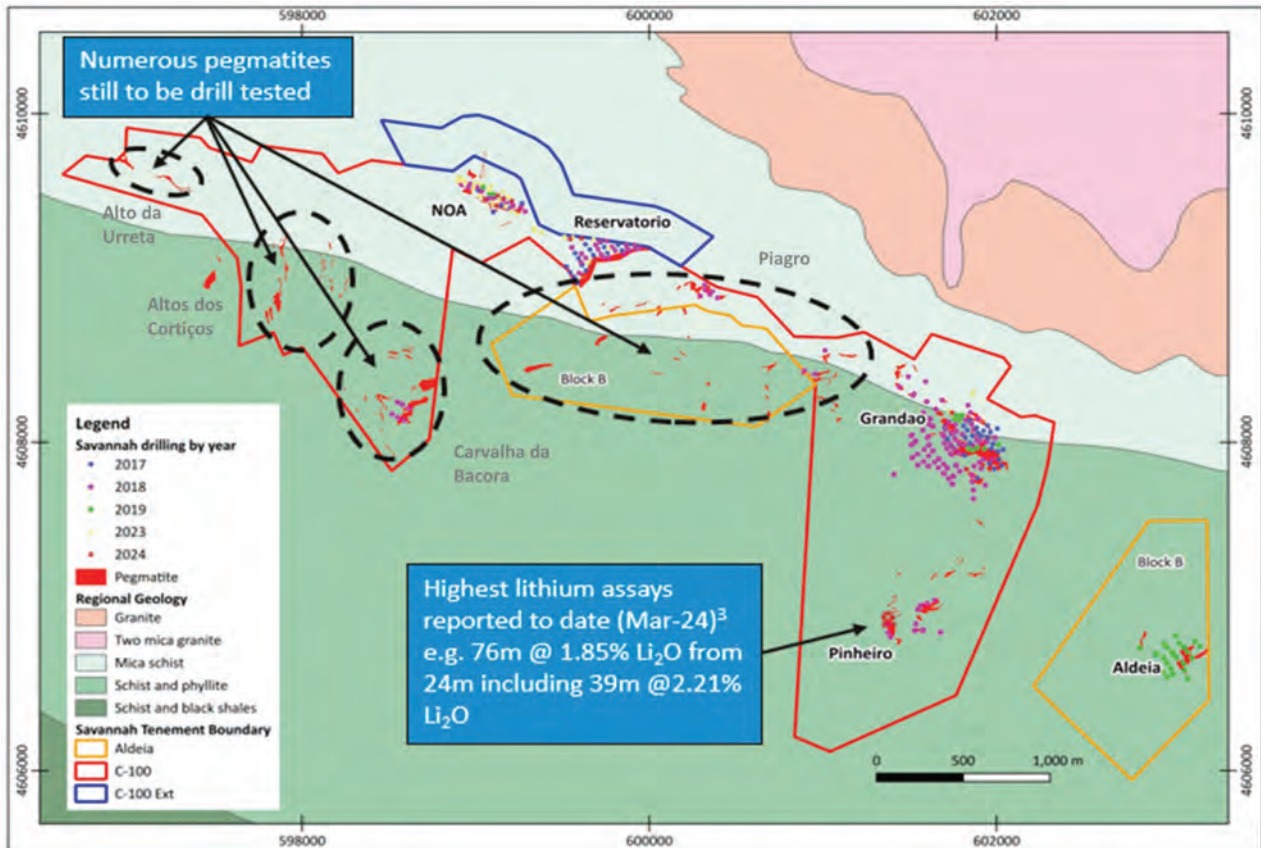 598000 600000 602000
Numerous pegmatites
still to be drill tested
4610000
4610000
NOA
Reservatorio
Alto da
Urreta
Piagro
Altos dos
Cortiços
Block B
Grandao
Carvalha da
Bacora
4608000
4608000
Legend
Savannah drilling by year
2017
2018
2019
2023
2024
Pegmatite
Regional Geology
Granite
Two mica granite
Mica schist
Schist and phyllite
Schist and black shales
Savannah Tenement Boundary
Aldeia
C-100
C-100 Ext
Highest lithium assays
reported to date (Mar-24)³
e.g. 76m @ 1.85% Li₂O from
24m including 39m @2.21%
Li₂O
Pinheiro
Block B
Aldeia
0 500 1,000 m
4606000
4606000
598000 600000 602000